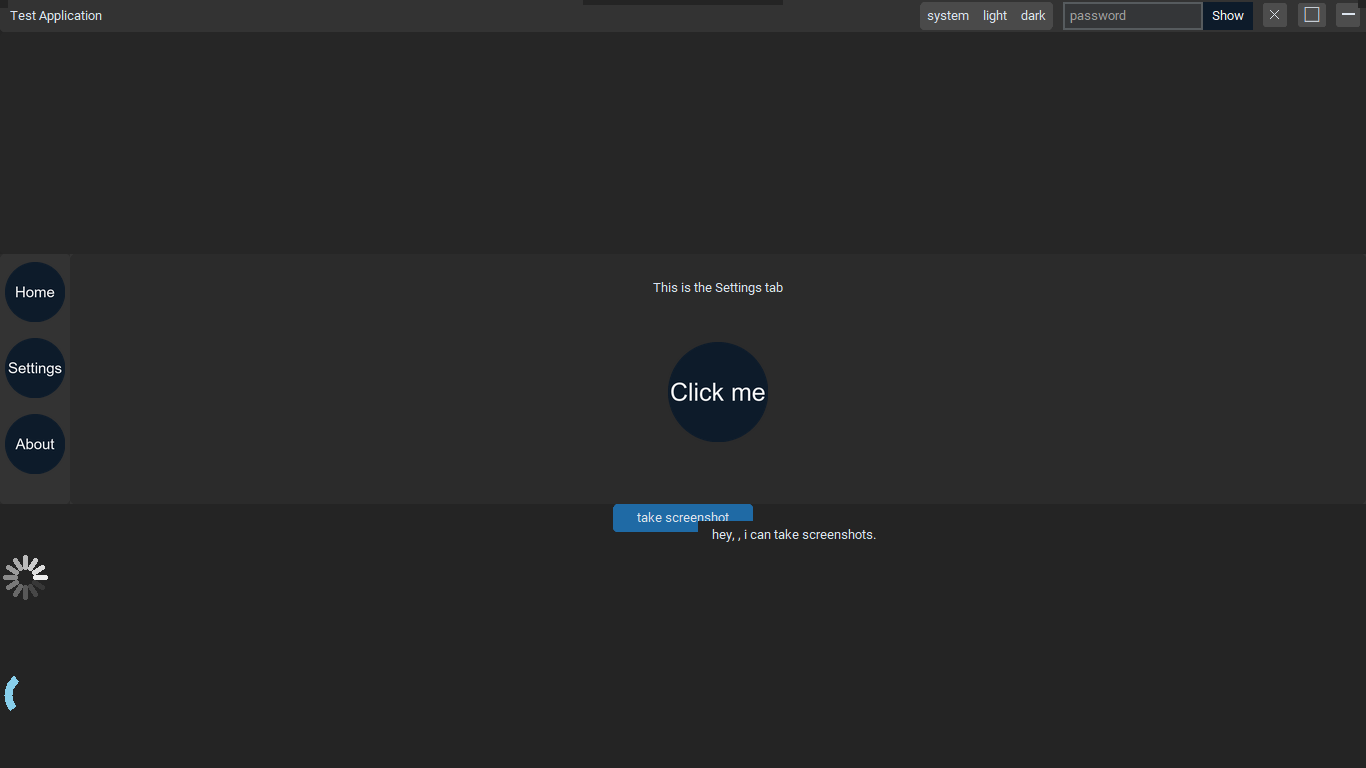 Test Application
system light dark
password
Show
Home
Settings
About
This is the Settings tab
Click me
take screenshot
hey, , i can take screenshots.